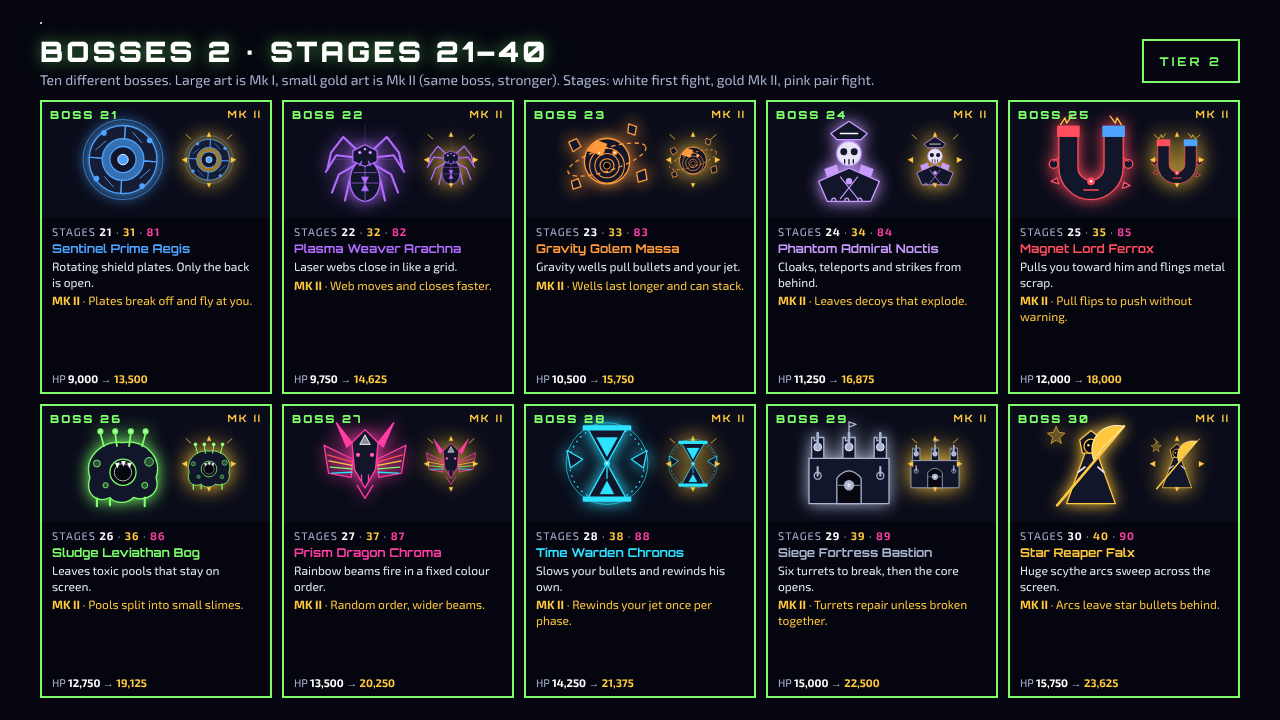 .
BOSSES 2 · STAGES 21–40
Ten different bosses. Large art is Mk I, small gold art is Mk II (same boss, stronger). Stages: white first fight, gold Mk II, pink pair fight.
TIER 2
BOSS 21
MK II
STAGES 21 · 31 · 81
Sentinel Prime Aegis
Rotating shield plates. Only the back
is open.
MK II · Plates break off and fly at you.
HP 9,000 → 13,500
BOSS 22
MK II
STAGES 22 · 32 · 82
Plasma Weaver Arachna
Laser webs close in like a grid.
MK II · Web moves and closes faster.
HP 9,750 → 14,625
BOSS 23
MK II
STAGES 23 · 33 · 83
Gravity Golem Massa
Gravity wells pull bullets and your jet.
MK II · Wells last longer and can stack.
HP 10,500 → 15,750
BOSS 24
MK II
STAGES 24 · 34 · 84
Phantom Admiral Noctis
Cloaks, teleports and strikes from
behind.
MK II · Leaves decoys that explode.
HP 11,250 → 16,875
BOSS 25
MK II
STAGES 25 · 35 · 85
Magnet Lord Ferrox
Pulls you toward him and flings metal
scrap.
MK II · Pull flips to push without
warning.
HP 12,000 → 18,000
BOSS 26
MK II
STAGES 26 · 36 · 86
Sludge Leviathan Bog
Leaves toxic pools that stay on
screen.
MK II · Pools split into small slimes.
HP 12,750 → 19,125
BOSS 27
MK II
STAGES 27 · 37 · 87
Prism Dragon Chroma
Rainbow beams fire in a fixed colour
order.
MK II · Random order, wider beams.
HP 13,500 → 20,250
BOSS 28
MK II
STAGES 28 · 38 · 88
Time Warden Chronos
Slows your bullets and rewinds his
own.
MK II · Rewinds your jet once per
phase.
HP 14,250 → 21,375
BOSS 29
MK II
STAGES 29 · 39 · 89
Siege Fortress Bastion
Six turrets to break, then the core
opens.
MK II · Turrets repair unless broken
together.
HP 15,000 → 22,500
BOSS 30
MK II
STAGES 30 · 40 · 90
Star Reaper Falx
Huge scythe arcs sweep across the
screen.
MK II · Arcs leave star bullets behind.
HP 15,750 → 23,625